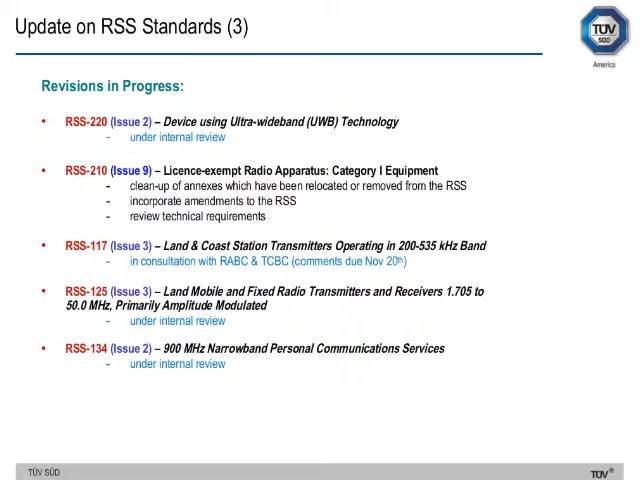 Update on RSS Standards (3)
TÜV
SÜD
America
Revisions in Progress:
• RSS-220 (Issue 2) – Device using Ultra-wideband (UWB) Technology
- under internal review
• RSS-210 (Issue 9) – Licence-exempt Radio Apparatus: Category I Equipment
- clean-up of annexes which have been relocated or removed from the RSS
- incorporate amendments to the RSS
- review technical requirements
• RSS-117 (Issue 3) – Land & Coast Station Transmitters Operating in 200-535 kHz Band
- in consultation with RABC & TCBC (comments due Nov 20th)
• RSS-125 (Issue 3) – Land Mobile and Fixed Radio Transmitters and Receivers 1.705 to
50.0 MHz, Primarily Amplitude Modulated
- under internal review
• RSS-134 (Issue 2) – 900 MHz Narrowband Personal Communications Services
- under internal review
TÜV SÜD
TÜV®